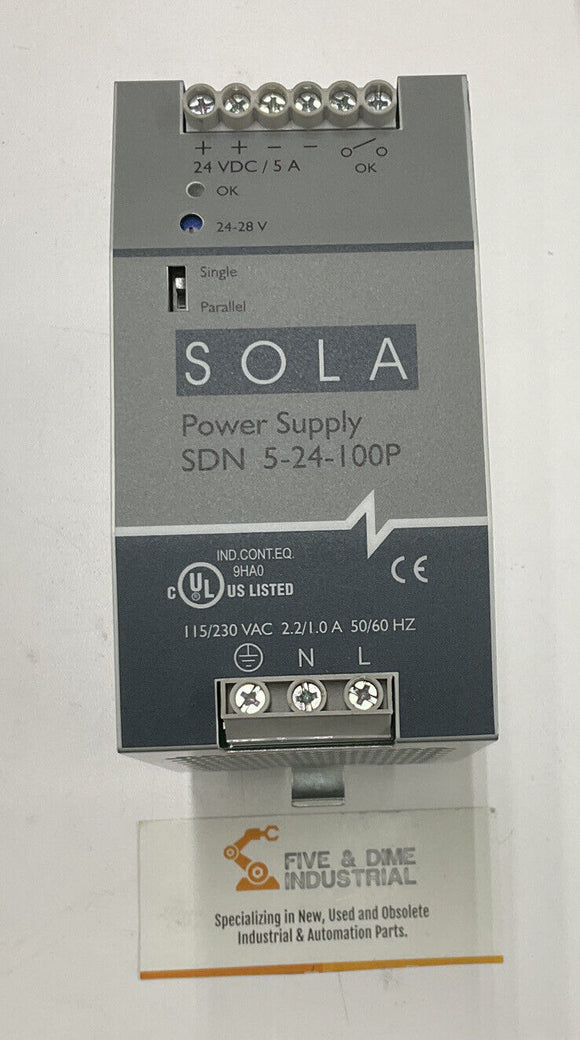 + + − −
24 VDC / 5 A
OK
OK
24-28 V
Single
Parallel
SOLA
Power Supply
SDN 5-24-100P
IND.CONT.EQ.
9HA0
C UL ® US LISTED
CE
115/230 VAC 2.2/1.0 A 50/60 HZ
N L
FIVE & DIME
INDUSTRIAL
Specializing in New, Used and Obsolete
Industrial & Automation Parts.